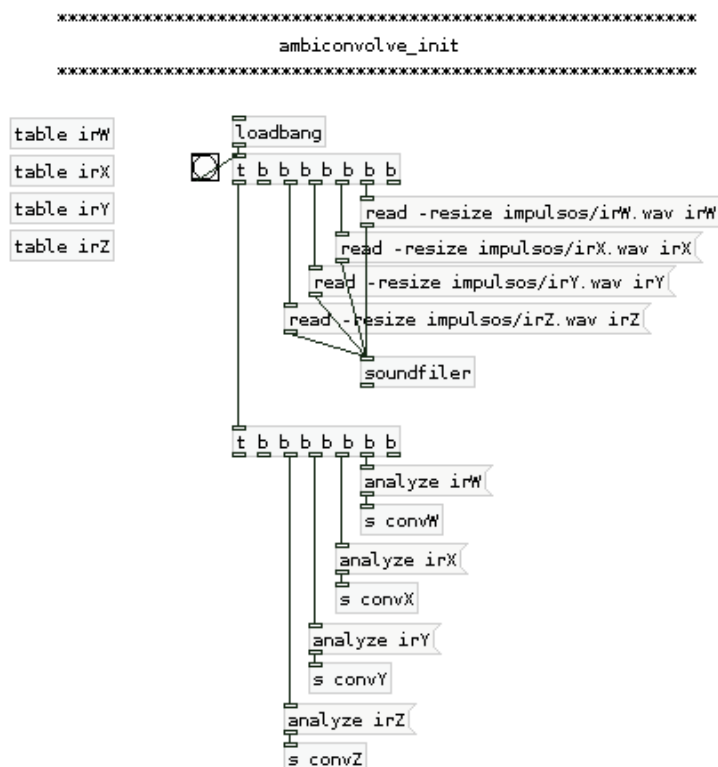 ************************************************************
ambiconvolve_init
************************************************************
table irW
table irX
table irY
table irZ
loadbang
t b b b b b b
read -resize impulsos/irW.wav irW
read -resize impulsos/irX.wav irX
read -resize impulsos/irY.wav irY
read -resize impulsos/irZ.wav irZ
soundfiler
t b b b b b b
analyze irW
s convW
analyze irX
s convX
analyze irY
s convY
analyze irZ
s convZ